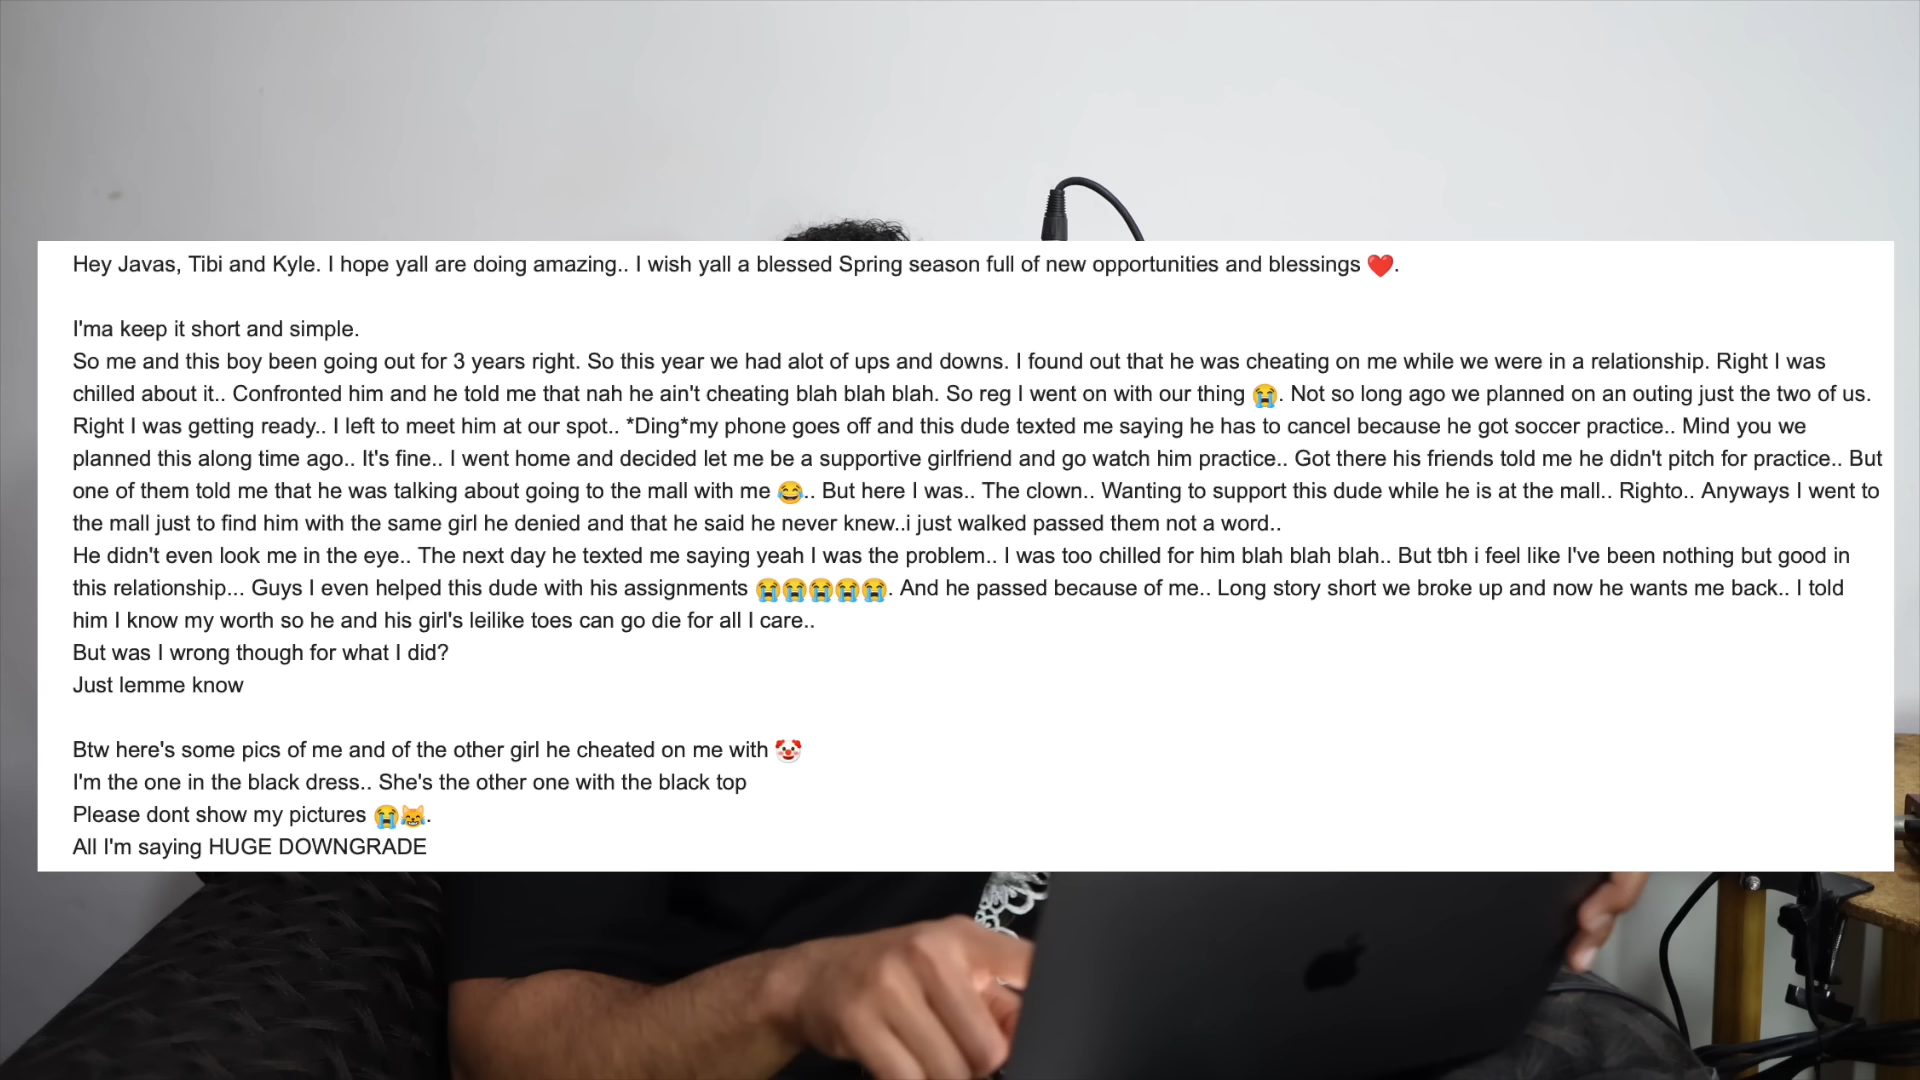 Hey Javas, Tibi and Kyle. I hope yall are doing amazing.. I wish yall a blessed Spring season full of new opportunities and blessings ❤️.
I'ma keep it short and simple.
So me and this boy been going out for 3 years right. So this year we had alot of ups and downs. I found out that he was cheating on me while we were in a relationship. Right I was
chilled about it.. Confronted him and he told me that nah he ain't cheating blah blah blah. So reg I went on with our thing 😭. Not so long ago we planned on an outing just the two of us.
Right I was getting ready.. I left to meet him at our spot.. *Ding*my phone goes off and this dude texted me saying he has to cancel because he got soccer practice.. Mind you we
planned this along time ago.. It's fine.. I went home and decided let me be a supportive girlfriend and go watch him practice.. Got there his friends told me he didn't pitch for practice.. But
one of them told me that he was talking about going to the mall with me 😂.. But here I was.. The clown.. Wanting to support this dude while he is at the mall.. Righto.. Anyways I went to
the mall just to find him with the same girl he denied and that he said he never knew..i just walked passed them not a word..
He didn't even look me in the eye.. The next day he texted me saying yeah I was the problem.. I was too chilled for him blah blah blah.. But tbh i feel like I've been nothing but good in
this relationship... Guys I even helped this dude with his assignments 😭😭😭😭😭. And he passed because of me.. Long story short we broke up and now he wants me back.. I told
him I know my worth so he and his girl's leilike toes can go die for all I care..
But was I wrong though for what I did?
Just lemme know
Btw here's some pics of me and of the other girl he cheated on me with 🤡
I'm the one in the black dress.. She's the other one with the black top
Please dont show my pictures 😭😹.
All I'm saying HUGE DOWNGRADE